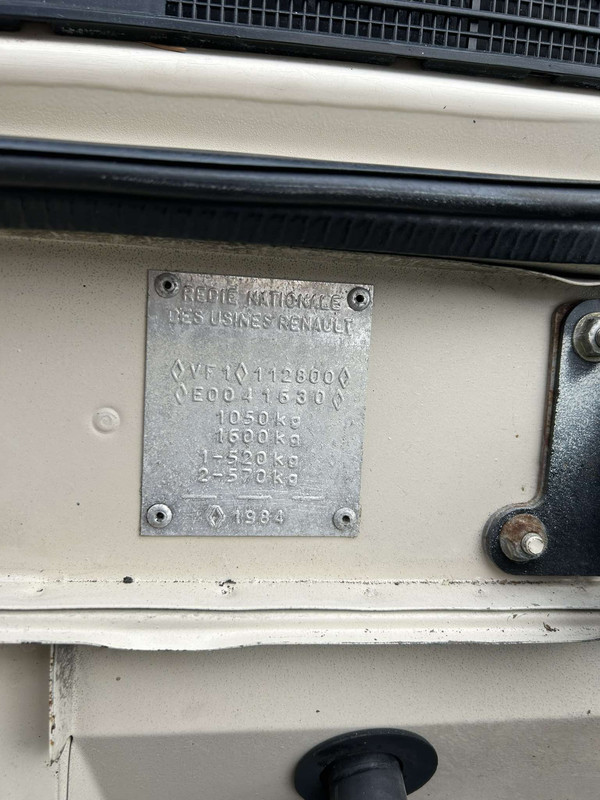 REGIE NATIONALE
DES USINES RENAULT
◊VF1◊112800◊
◊E0041630◊
1050kg
1600kg
1-520kg
2-570kg
◊ 1984